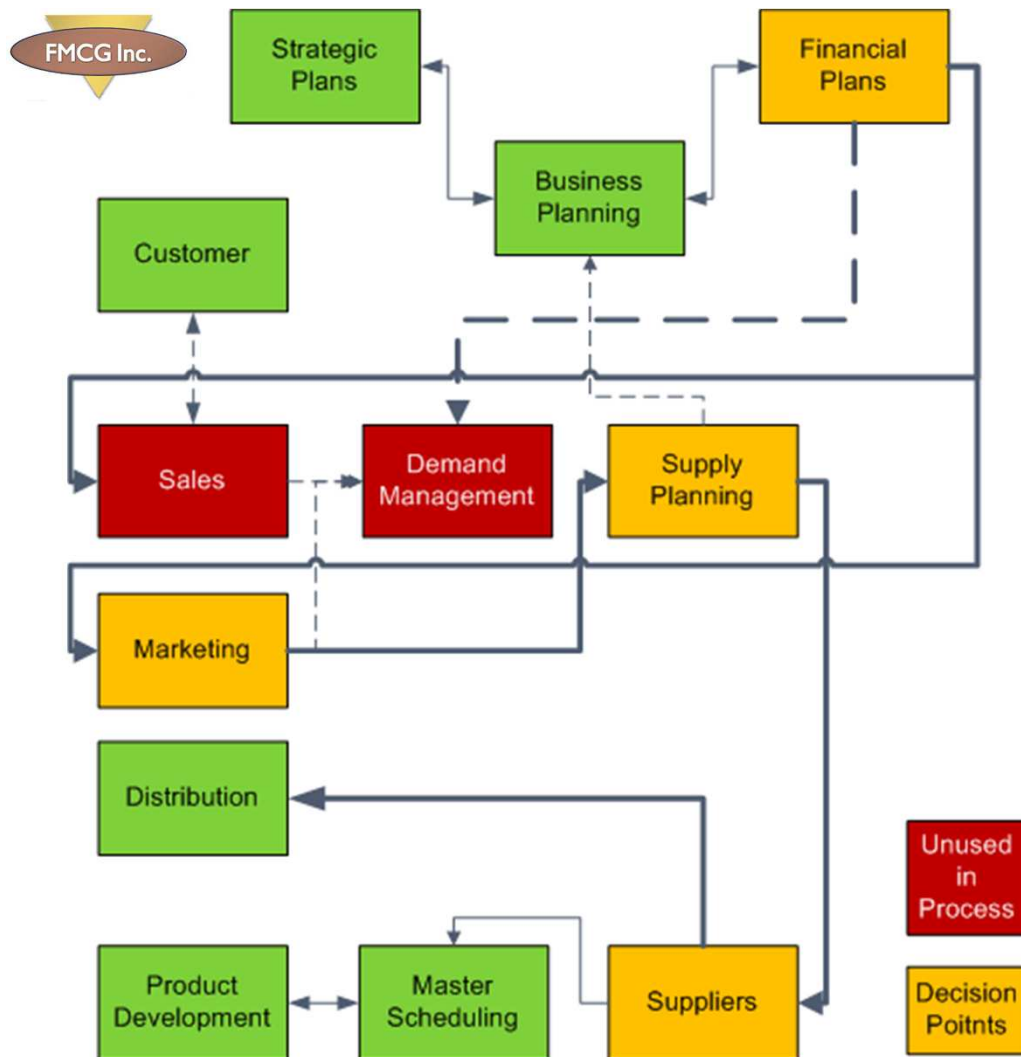 FMCG Inc.
Strategic
Plans
Financial
Plans
Business
Planning
Customer
Sales
Demand
Management
Supply
Planning
Marketing
Distribution
Unused
in
Process
Product
Development
Master
Scheduling
Suppliers
Decision
Poitnts